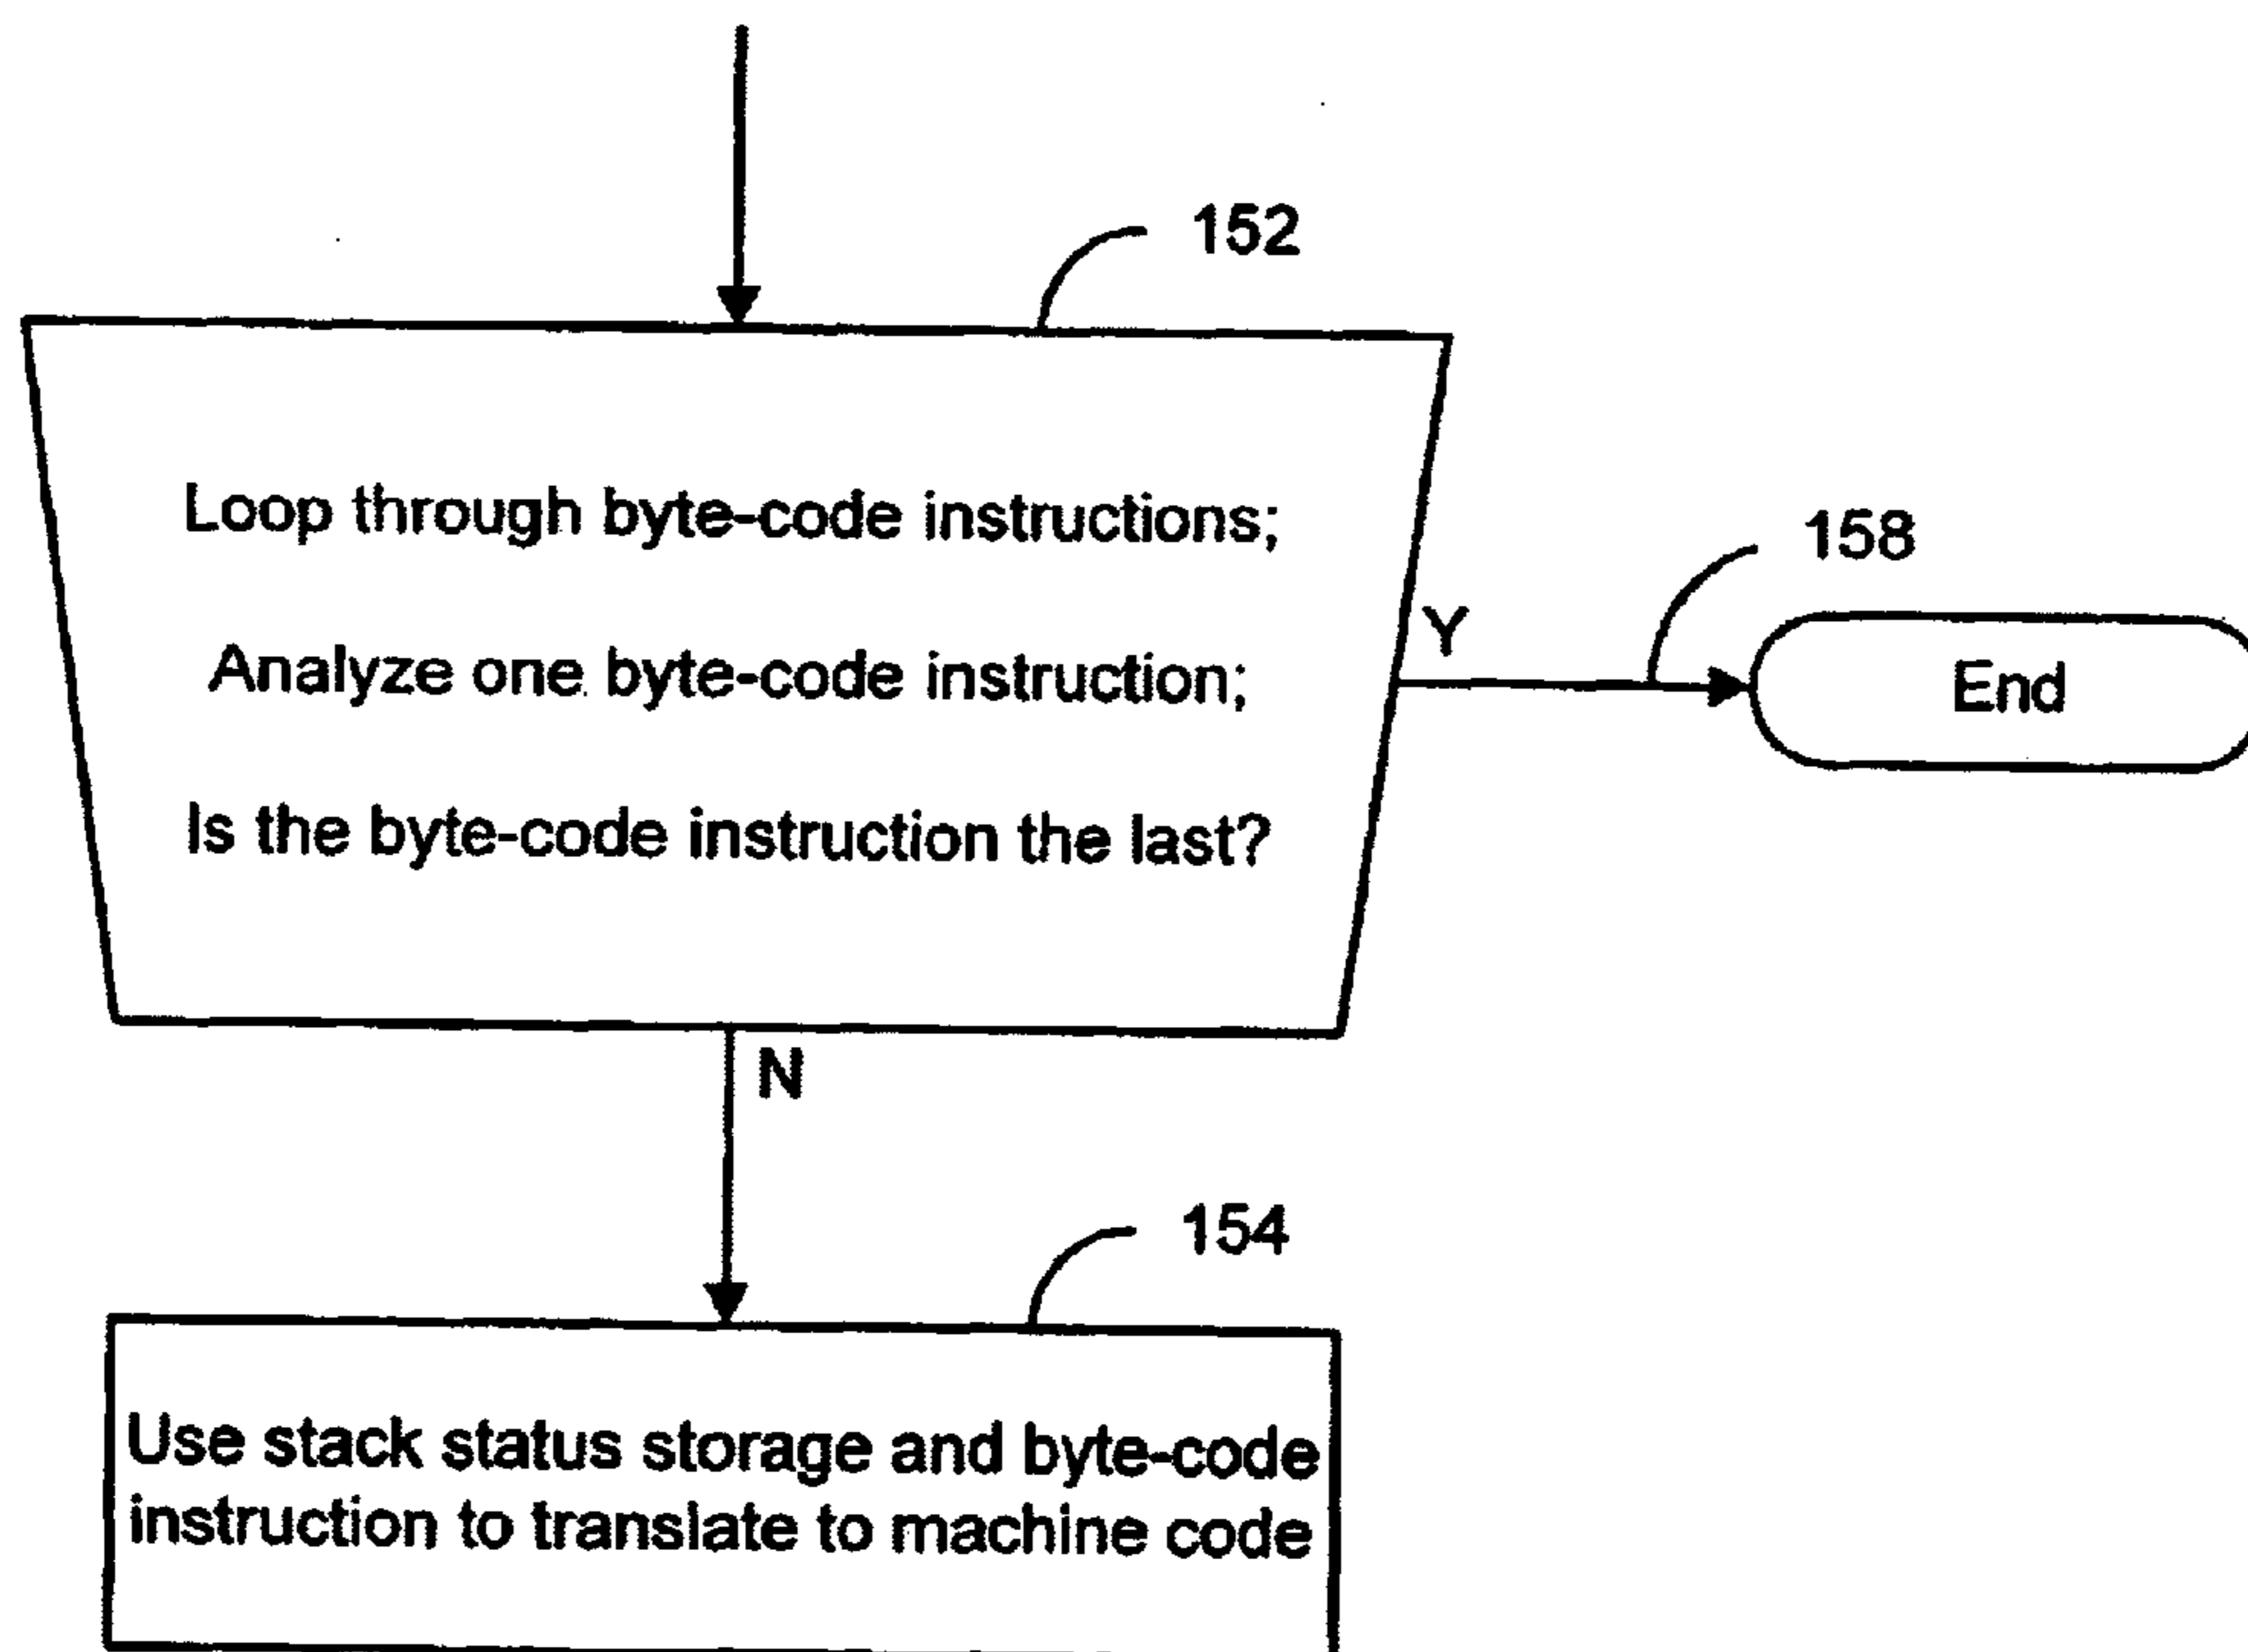 152
Loop through byte-code instructions;
158
Y
Analyze one byte-code instruction;
End
Is the byte-code instruction the last?
N
154
Use stack status storage and byte-code
instruction to translate to machine code